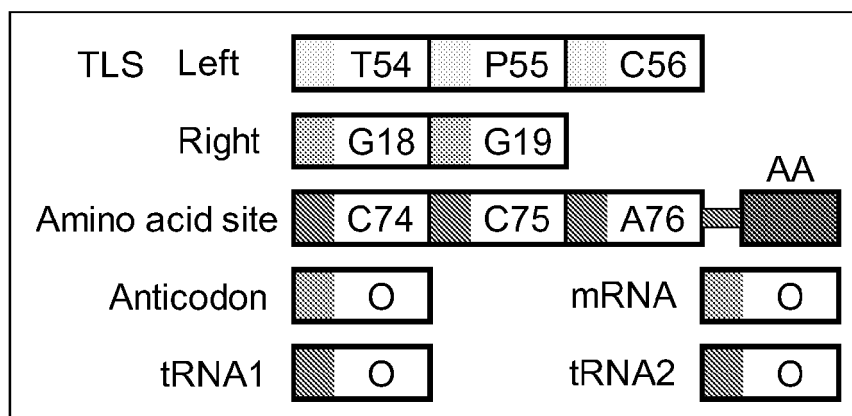 TLS Left T54 P55 C56
Right G18 G19
AA
Amino acid site C74 C75 A76
Anticodon O mRNA O
tRNA1 O tRNA2 O